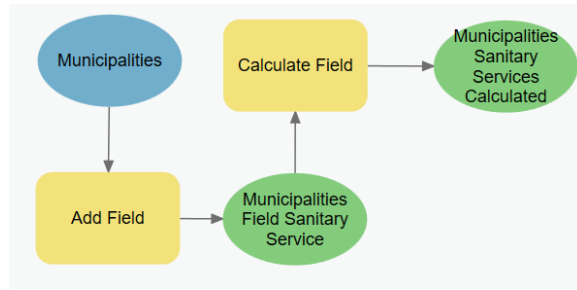 Municipalities
Add Field
Municipalities
Field Sanitary
Service
Calculate Field
Municipalities
Sanitary
Services
Calculated